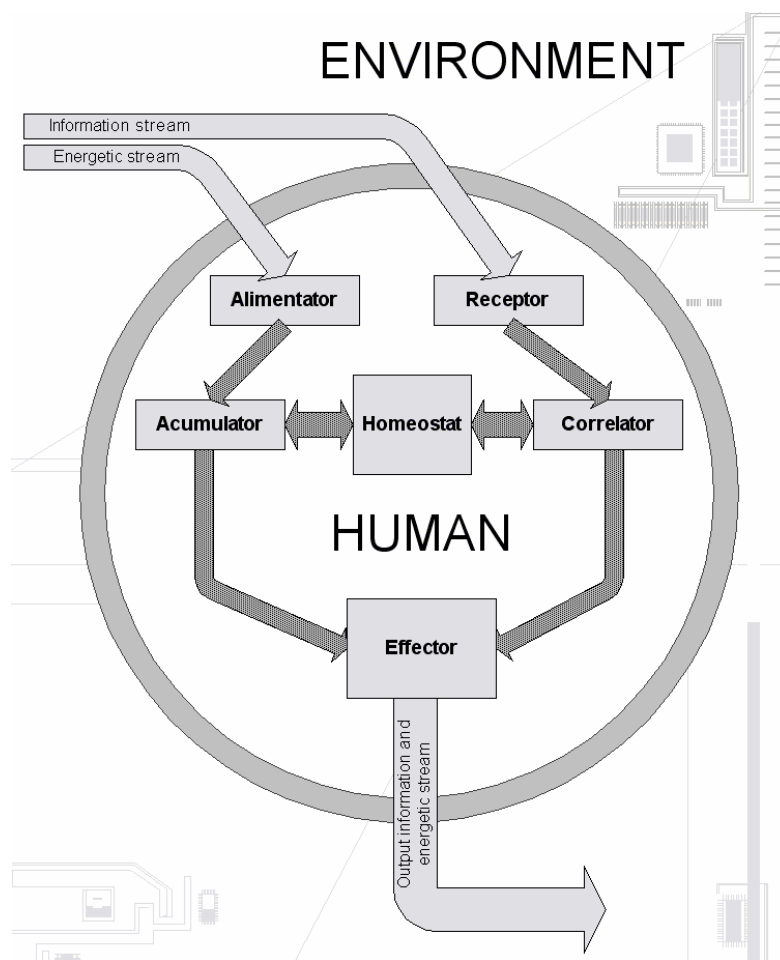 ENVIRONMENT
Information stream
Energetic stream
Alimentator
Receptor
Acumulator
Homeostat
Correlator
HUMAN
Effector
Output information and
energetic stream